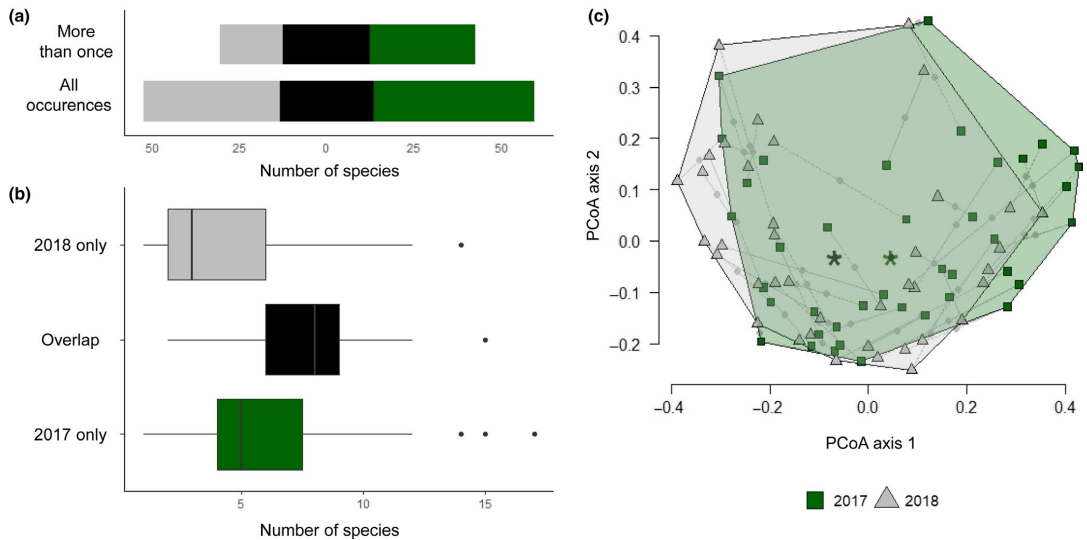 (a)
More
than once
All
occurences
50
25
0
25
50
Number of species
(b)
2018 only
Overlap
2017 only
5
10
15
Number of species
(c)
0.4
0.3
0.2
0.1
0.0
−0.1
−0.2
PCoA axis 2
−0.4
−0.2
0.0
0.2
0.4
PCoA axis 1
2017
2018